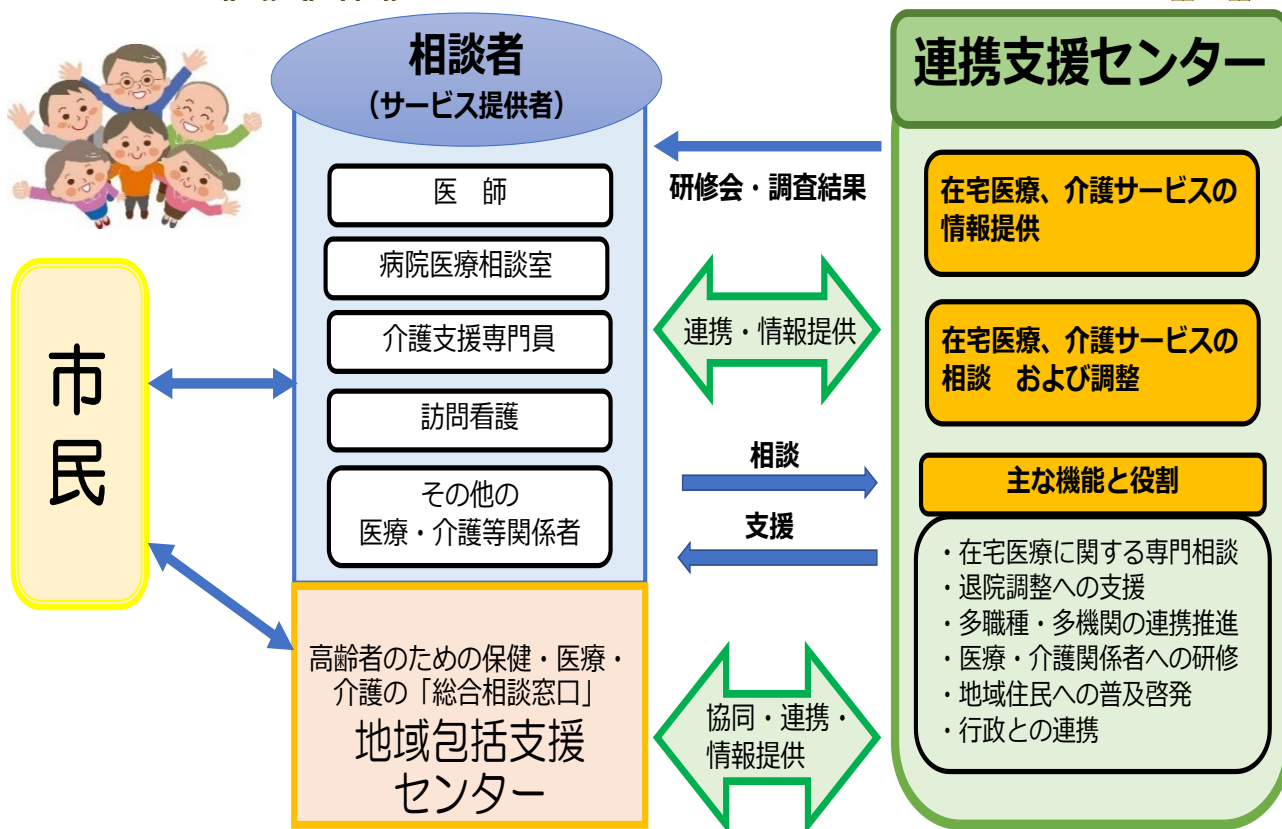 相談者
（サービス提供者）
医　師
病院医療相談室
介護支援専門員
訪問看護
その他の
医療・介護等関係者
市
民
高齢者のための保健・医療・
介護の「総合相談窓口」
地域包括支援
センター
研修会・調査結果
連携・情報提供
相談
支援
協同・連携・
情報提供
連携支援センター
在宅医療、介護サービスの
情報提供
在宅医療、介護サービスの
相談　および調整
主な機能と役割
・在宅医療に関する専門相談
・退院調整への支援
・多職種・多機関の連携推進
・医療・介護関係者への研修
・地域住民への普及啓発
・行政との連携